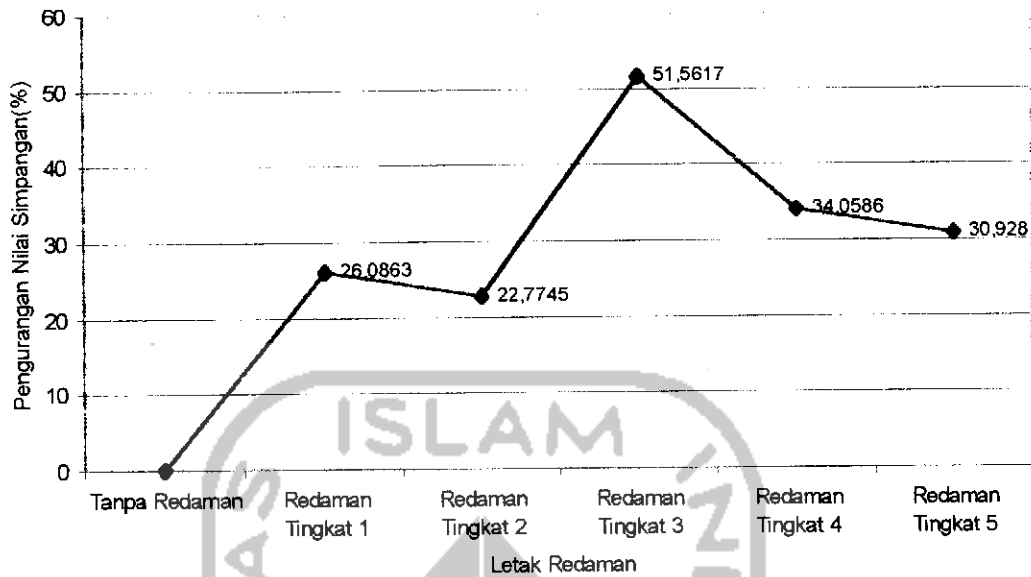 60
50
40
30
20
10
0
Pengurangan Nilai Simpangan(%)
51,5617
34,0586
30,928
26,0863
22,7745
Tanpa Redaman
Redaman
Tingkat 1
Redaman
Tingkat 2
Redaman
Tingkat 3
Redaman
Tingkat 4
Redaman
Tingkat 5
Letak Redaman
ISLAM